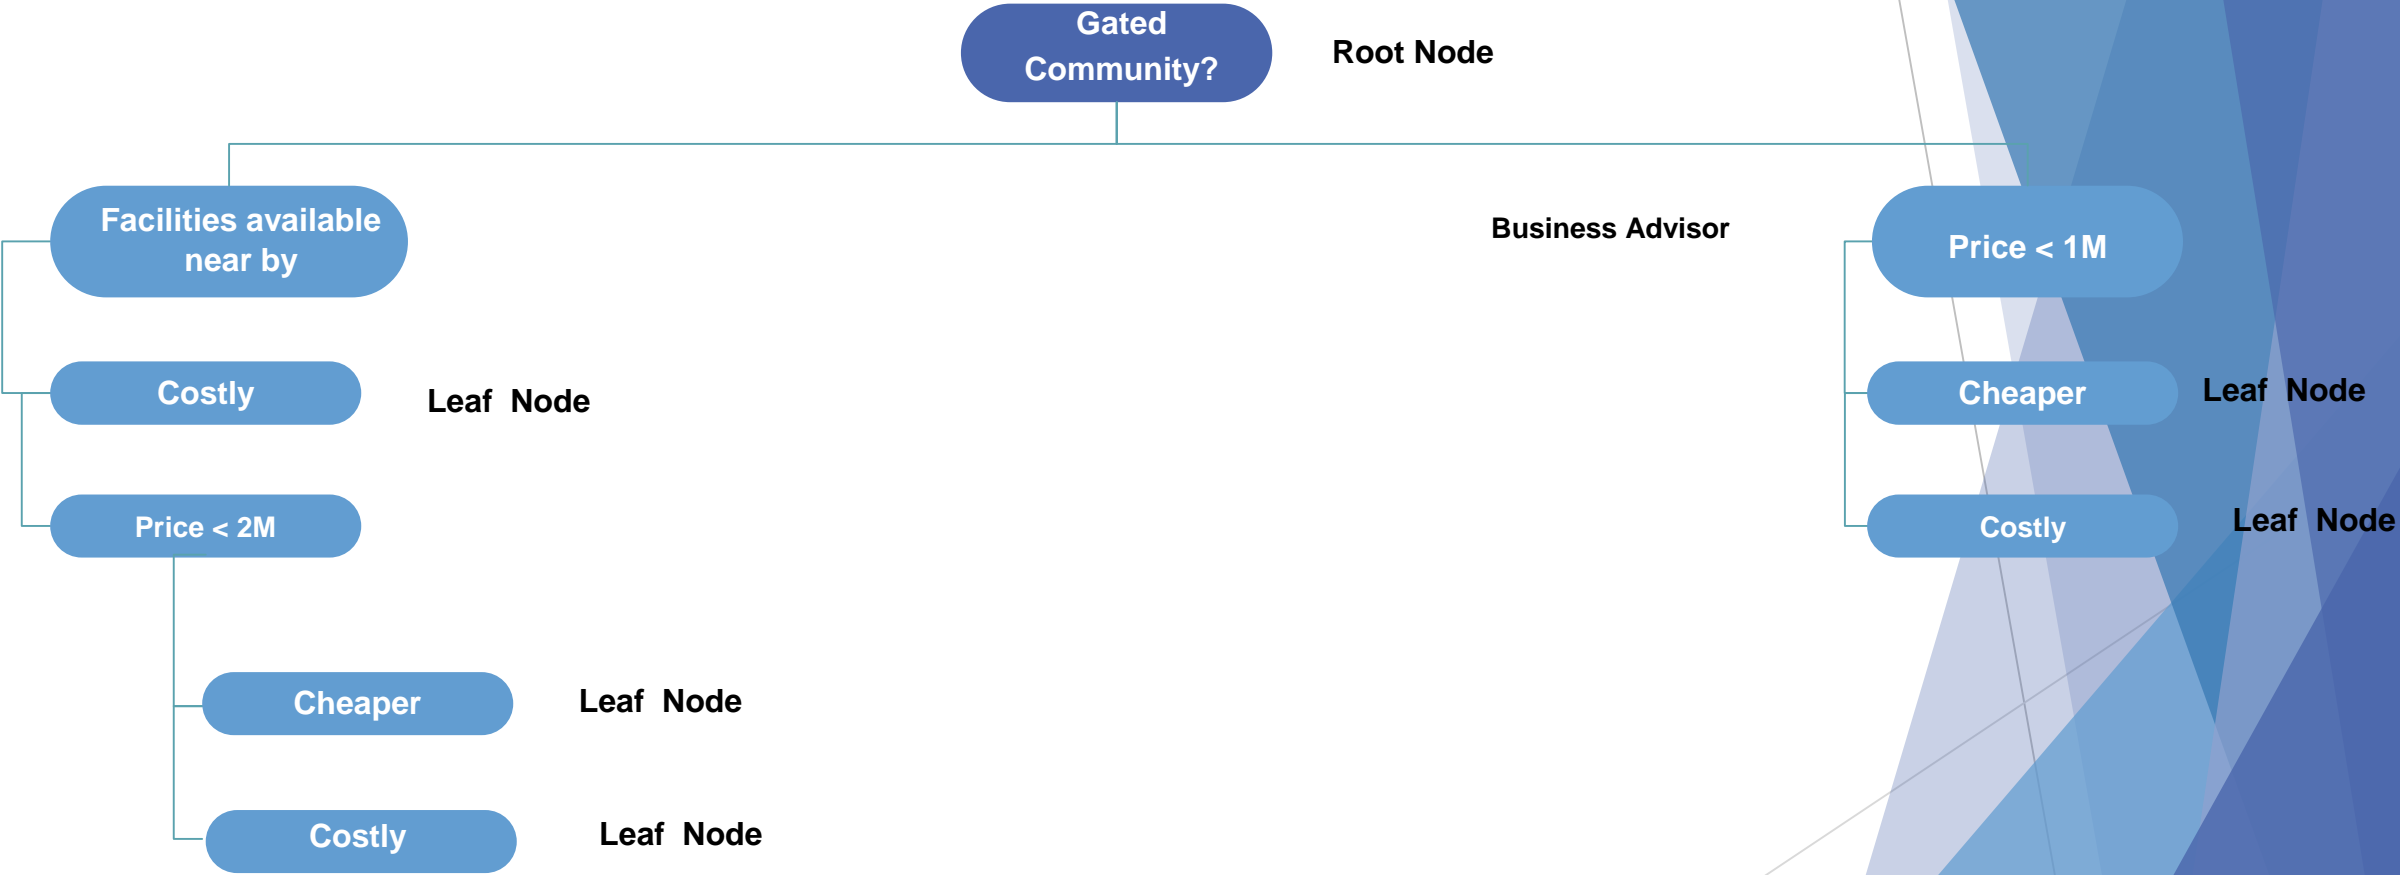 Gated
Community?
Root Node
Facilities available
near by
Business Advisor
Price < 1M
Costly
Leaf Node
Cheaper
Leaf Node
Price < 2M
Costly
Leaf Node
Cheaper
Leaf Node
Costly
Leaf Node